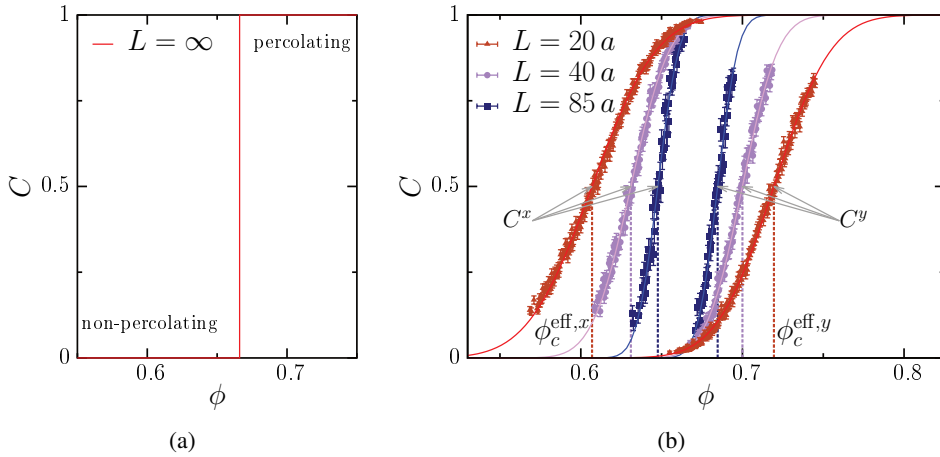 1
0.5
0
C
0.6
0.7
ϕ
L = ∞
percolating
non-percolating
(a)
1
0.5
0
C
0.6
0.7
0.8
ϕ
L = 20 a
L = 40 a
L = 85 a
C^x
C^y
ϕ_c^{eff,x}
ϕ_c^{eff,y}
(b)